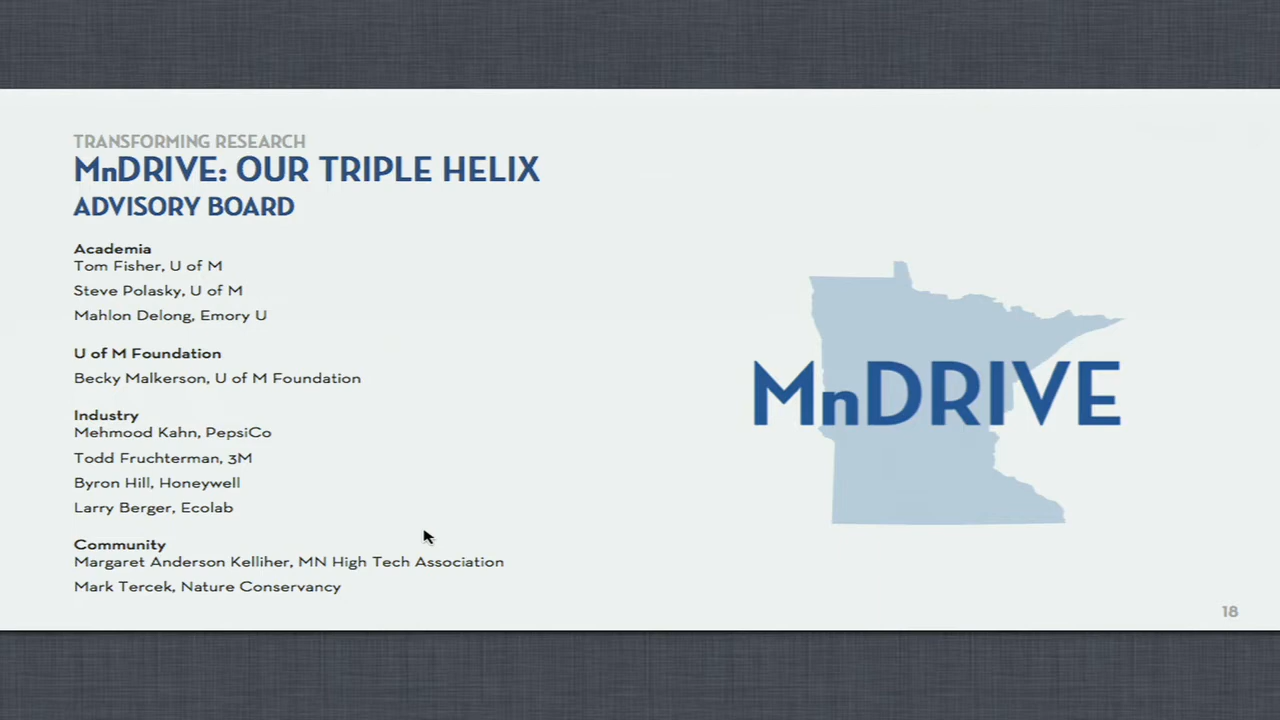 TRANSFORMING RESEARCH
MnDRIVE: OUR TRIPLE HELIX
ADVISORY BOARD
Academia
Tom Fisher, U of M
Steve Polasky, U of M
Mahlon Delong, Emory U
U of M Foundation
Becky Malkerson, U of M Foundation
Industry
Mehmood Kahn, PepsiCo
Todd Fruchterman, 3M
Byron Hill, Honeywell
Larry Berger, Ecolab
Community
Margaret Anderson Kelliher, MN High Tech Association
Mark Tercek, Nature Conservancy
MnDRIVE
18